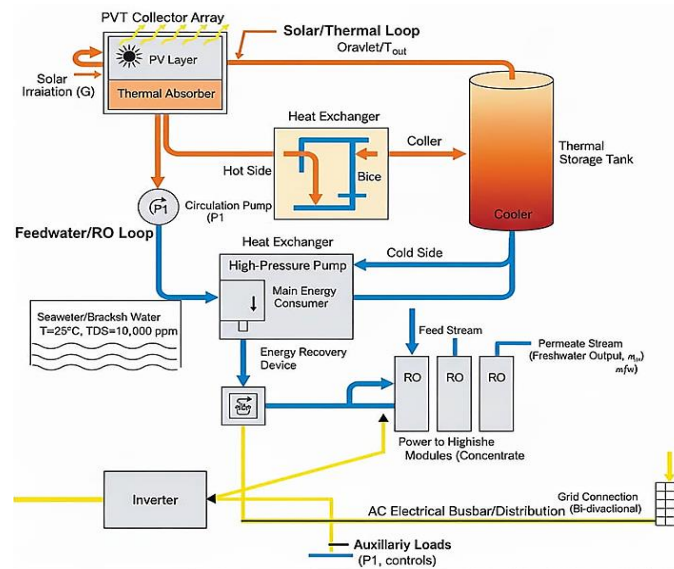 PVT Collector Array
PV Layer
Thermal Absorber
Solar
Irraiation (G)
Solar/Thermal Loop
Oravlet/Tout
Heat Exchanger
Hot Side
Bice
Coller
Thermal
Storage Tank
Cooler
(P1)
Circulation Pump
(P1
Feedwater/RO Loop
Heat Exchanger
High-Pressure Pump
Main Energy
Consumer
Cold Side
Seaweter/Bracksh Water
T=25°C, TDS=10,000 ppm
Energy Recovery
Device
Feed Stream
Permeate Stream
(Freshwater Output,
mfw)
RO
RO
RO
Power to Highishe
Modules (Concentrate
Inverter
Grid Connection
(Bi-divactional)
AC Electrical Busbar/Distribution
Auxilliariy Loads
(P1, controls)